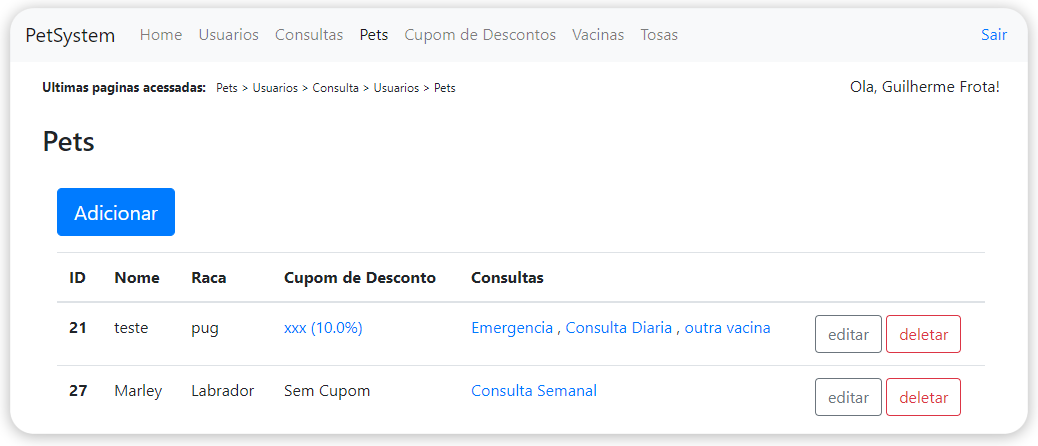 PetSystem Home Usuarios Consultas Pets Cupom de Descontos Vacinas Tosas Sair
Ultimas paginas acessadas: Pets > Usuarios > Consulta > Usuarios > Pets Ola, Guilherme Frota!
Pets
Adicionar
ID Nome Raca Cupom de Desconto Consultas
21 teste pug xxx (10.0%) Emergencia , Consulta Diaria , outra vacina editar deletar
27 Marley Labrador Sem Cupom Consulta Semanal editar deletar